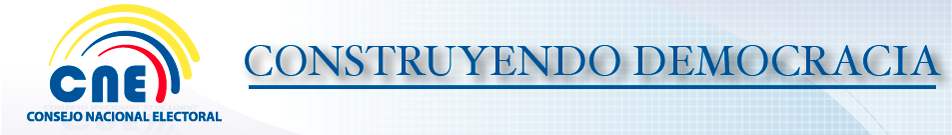 CNE
CONSEJO NACIONAL ELECTORAL
CONSTRUYENDO DEMOCRACIA